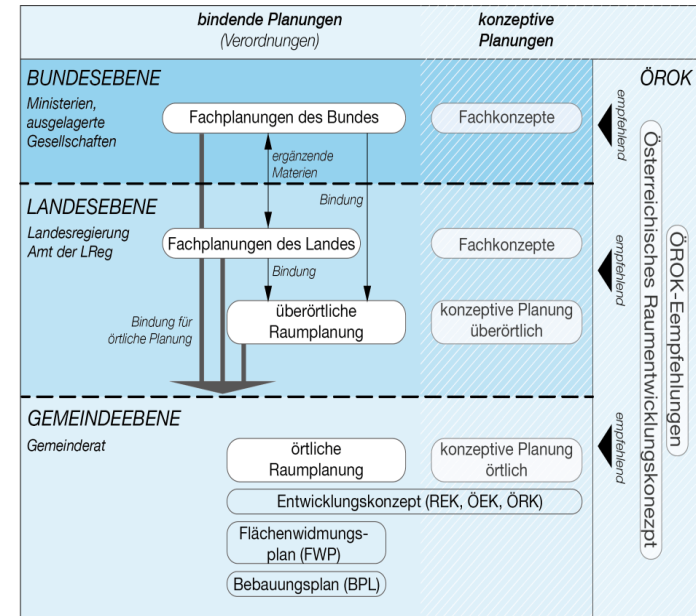 bindende Planungen
(Verordnungen)
konzeptive
Planungen
BUNDESEBENE
Ministerien,
ausgelagerte
Gesellschaften
Fachplanungen des Bundes
Fachkonzepte
ergänzende
Materien
Bindung
LANDESEBENE
Landesregierung
Amt der LReg
Fachplanungen des Landes
Fachkonzepte
Bindung
Bindung für
örtliche Planung
überörtliche
Raumplanung
konzeptive Planung
überörtlich
GEMEINDEEBENE
Gemeinderat
örtliche
Raumplanung
konzeptive Planung
örtlich
Entwicklungskonzept (REK, ÖEK, ÖRK)
Flächenwidmungs-
plan (FWP)
Bebauungsplan (BPL)
ÖROK
empfehlend
empfehlend
empfehlend
Österreichisches Raumentwicklungskonezpt
ÖROK-Eempfehlungen